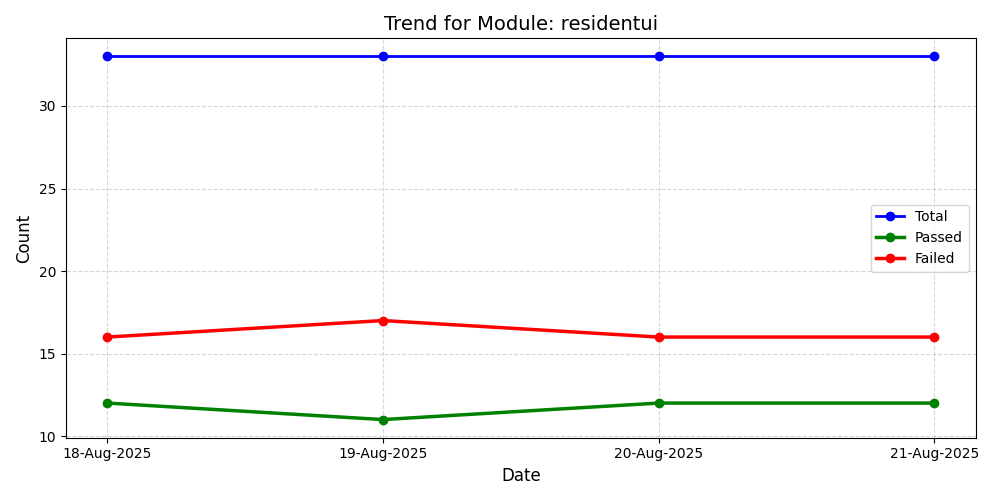 Trend for Module: residentui
Count
30
25
20
15
10
Total
Passed
Failed
18-Aug-2025
19-Aug-2025
20-Aug-2025
21-Aug-2025
Date